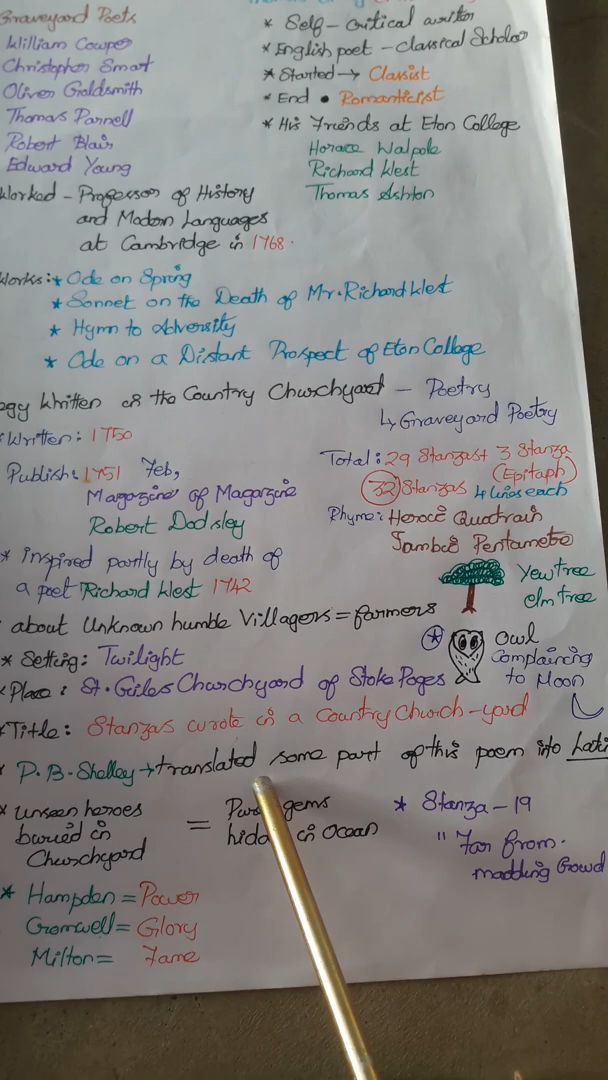 Graveyard Poets
William Cowper
Christopher Smart
Oliver Goldsmith
Thomas Parnell
Robert Blair
Edward Young
* Self-critical writer
* English poet - Classical Scholar
* Started → Classist
* End • Romanticist
* His Friends at Eton College
Horace Walpole
Richard West
Thomas Ashton
Worked - Professor of History
and Modern Languages
at Cambridge in 1768.
Works: * Ode on Spring
* Sonnet on the Death of Mr. Richard West
* Hymn to Adversity
* Ode on a Distant Prospect of Eton College
egy Written in the Country Churchyard - Poetry
↳ Graveyard Poetry
Written: 1750
Publish: 1751 Feb,
Magazine of Magazine
Robert Dodsley
Total: 29 Stanzas + 3 Stanza
(Epitaph)
32 Stanzas 4 lines each
Rhyme: Horoic Quatrain
Iambic Pentametre
* inspired partly by death of
a poet Richard West 1742
Yew tree
elm tree
about Unknown humble Villagers = farmers
* Setting: Twilight
* Owl
Complaining
to Moon
* Place: St. Giles Churchyard of Stoke Poges
* Title: Stanzas wrote in a Country Church-yard
* P.B. Shelley → translated some part of this poem into Lati
* unseen heroes
buried in
Churchyard
= gems
in Ocean
* Stanza - 19
"Far from.
madding Crowd
* Hampden = Power
Cromwell = Glory
Milton = Fame